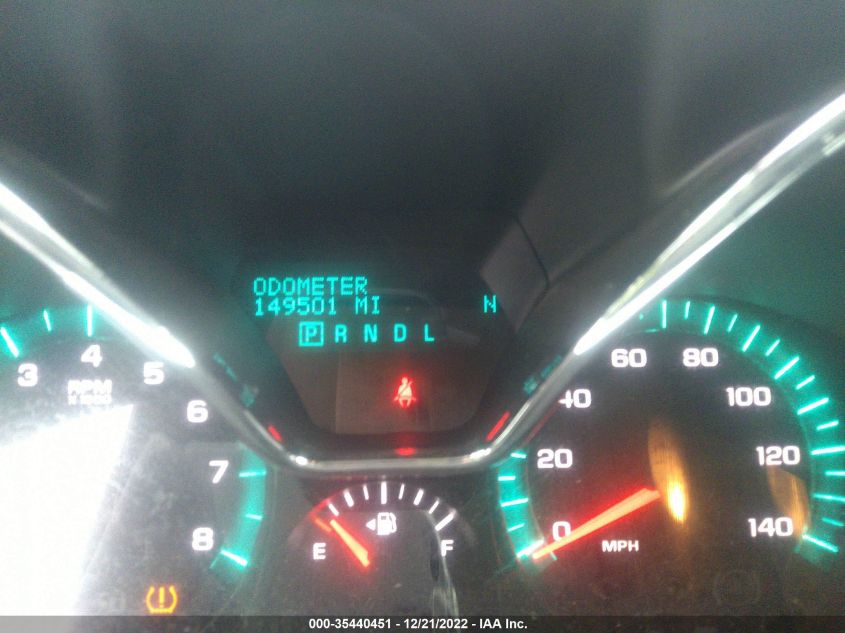 ODOMETER
149501 MI N
P R N D L
3 4 5 6 7 8
RPM
X 1000
0 20 40 60 80 100 120 140
MPH
E F
000-35440451 - 12/21/2022 - IAA Inc.